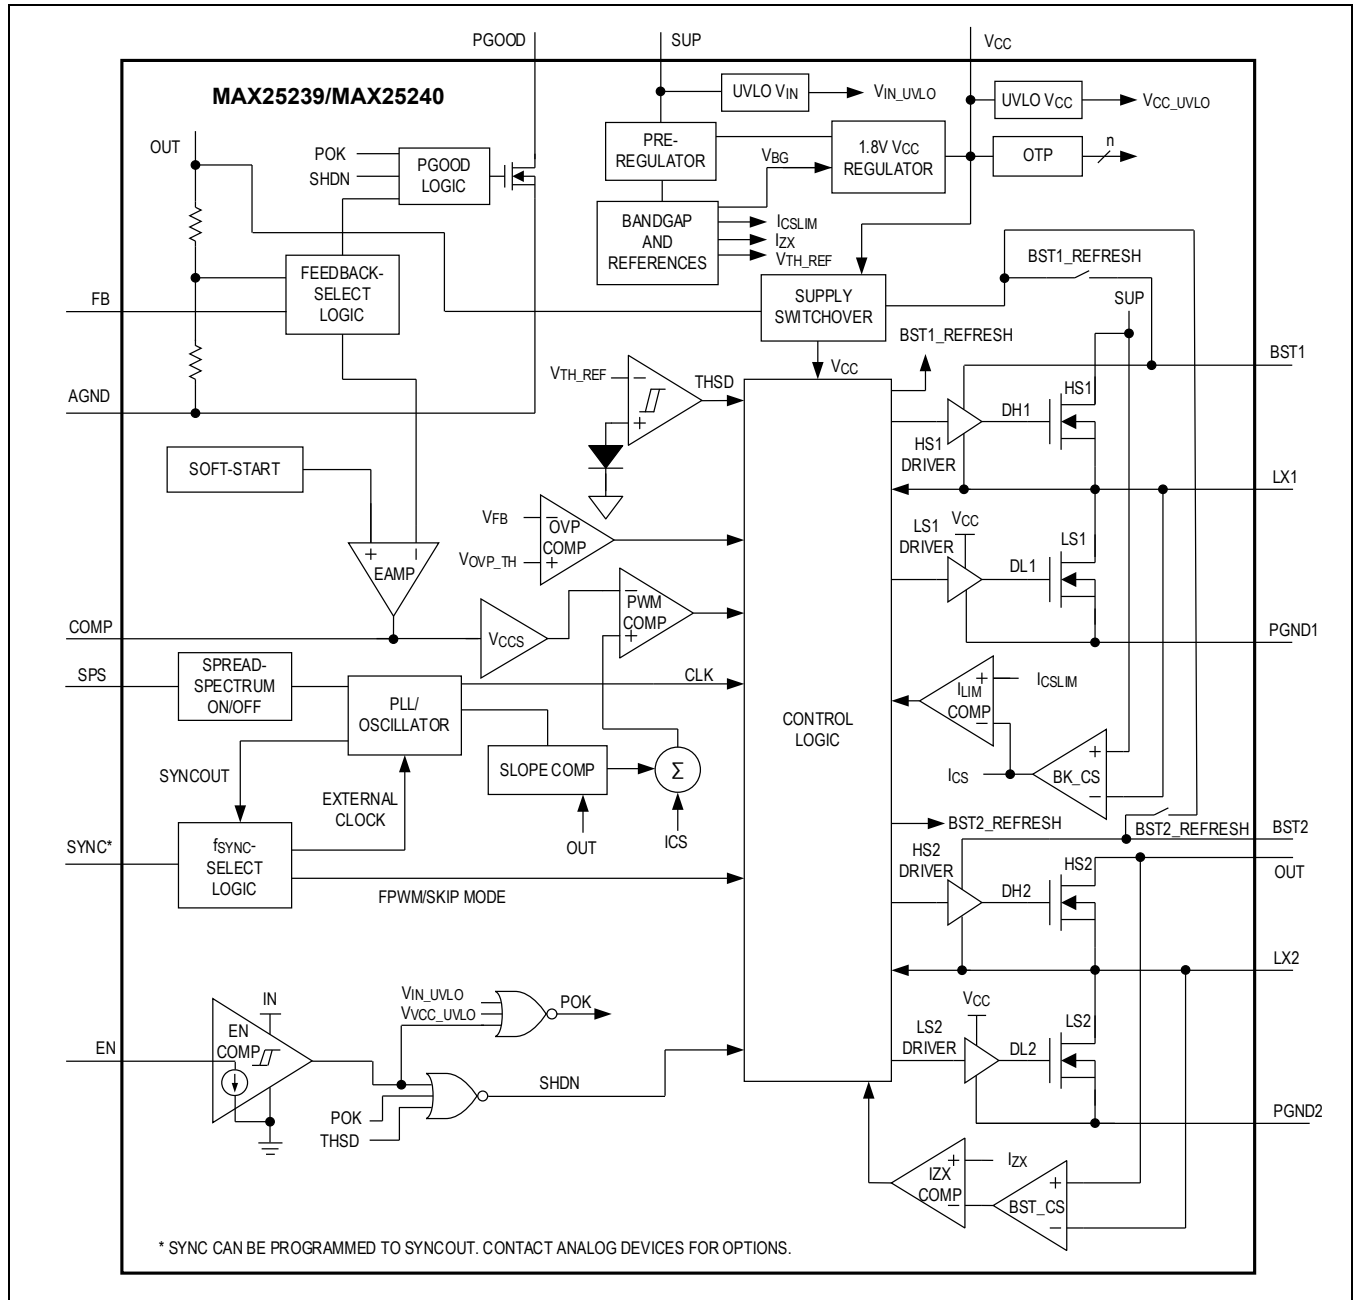 PGOOD
SUP
VCC
MAX25239/MAX25240
UVLO VIN
VIN_UVLO
UVLO VCC
VCC_UVLO
OUT
POK
SHDN
PGOOD
LOGIC
PRE-
REGULATOR
VBG
1.8V VCC
REGULATOR
OTP
n
BANDGAP
AND
REFERENCES
ICSLIM
IZX
VTH_REF
FEEDBACK-
SELECT
LOGIC
FB
SUPPLY
SWITCHOVER
BST1_REFRESH
SUP
BST1_REFRESH
BST1
VCC
VTH_REF
−
+
THSD
AGND
HS1
DH1
HS1
DRIVER
SOFT-START
LX1
VFB
VOVP_TH
−
OVP
COMP
+
LS1
DRIVER
VCC
LS1
DL1
+
−
EAMP
COMP
VCCS
−
PWM
COMP
+
PGND1
SPS
SPREAD-
SPECTRUM
ON/OFF
PLL/
OSCILLATOR
CLK
CONTROL
LOGIC
+
ILIM
COMP
−
ICSLIM
SYNCOUT
EXTERNAL
CLOCK
SLOPE COMP
Σ
ICS
+
BK_CS
−
OUT
ICS
BST2_REFRESH
BST2_REFRESH
BST2
SYNC*
fSYNC-
SELECT
LOGIC
FPWM/SKIP MODE
HS2
DRIVER
DH2
HS2
OUT
LX2
IN
VIN_UVLO
VVCC_UVLO
POK
EN
EN
COMP
VCC
LS2
DRIVER
DL2
LS2
SHDN
POK
THSD
PGND2
+
IZX
COMP
−
IZX
+
BST_CS
−
* SYNC CAN BE PROGRAMMED TO SYNCOUT. CONTACT ANALOG DEVICES FOR OPTIONS.